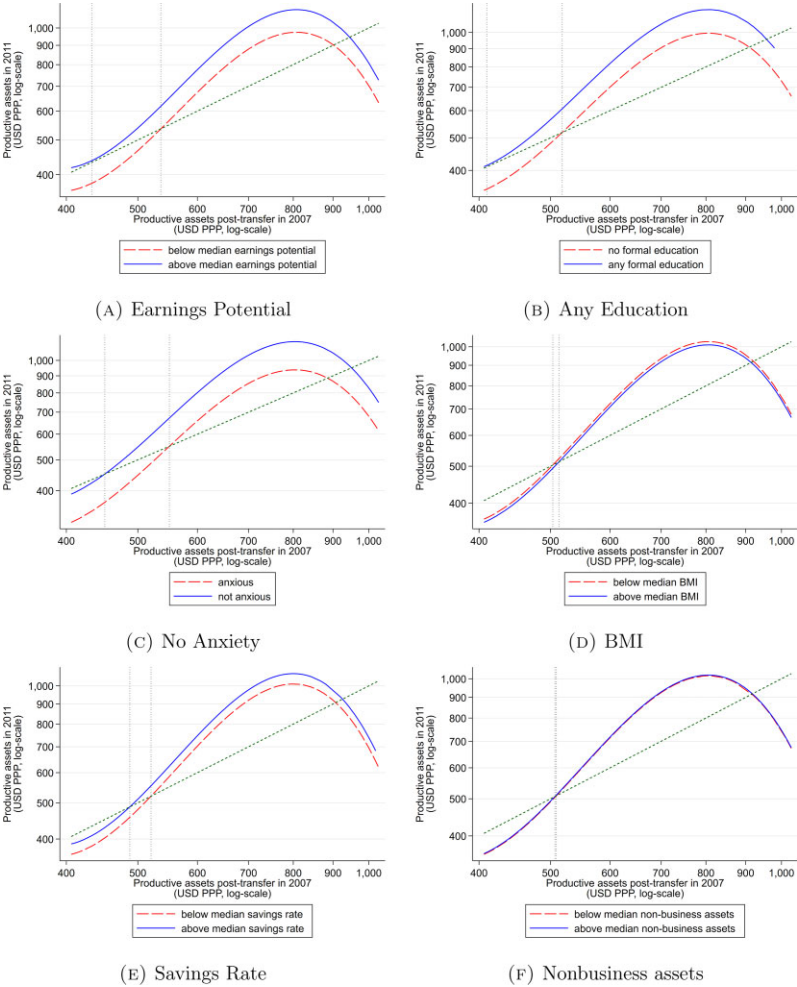 Productive assets in 2011
(USD PPP, log-scale)
1,000
900
800
700
600
500
400
400
500
600
700
800
900
1,000
Productive assets post-transfer in 2007
(USD PPP, log-scale)
below median earnings potential
above median earnings potential
(A) Earnings Potential
Productive assets in 2011
(USD PPP, log-scale)
1,000
900
800
700
600
500
400
400
500
600
700
800
900
1,000
Productive assets post-transfer in 2007
(USD PPP, log-scale)
no formal education
any formal education
(B) Any Education
Productive assets in 2011
(USD PPP, log-scale)
1,000
900
800
700
600
500
400
400
500
600
700
800
900
1,000
Productive assets post-transfer in 2007
(USD PPP, log-scale)
anxious
not anxious
(C) No Anxiety
Productive assets in 2011
(USD PPP, log-scale)
1,000
900
800
700
600
500
400
400
500
600
700
800
900
1,000
Productive assets post-transfer in 2007
(USD PPP, log-scale)
below median BMI
above median BMI
(D) BMI
Productive assets in 2011
(USD PPP, log-scale)
1,000
900
800
700
600
500
400
400
500
600
700
800
900
1,000
Productive assets post-transfer in 2007
(USD PPP, log-scale)
below median savings rate
above median savings rate
(E) Savings Rate
Productive assets in 2011
(USD PPP, log-scale)
1,000
900
800
700
600
500
400
400
500
600
700
800
900
1,000
Productive assets post-transfer in 2007
(USD PPP, log-scale)
below median non-business assets
above median non-business assets
(F) Nonbusiness assets